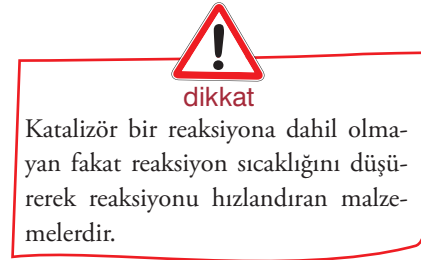 dikkat
Katalizör bir reaksiyona dahil olma-
yan fakat reaksiyon sıcaklığını düşü-
rerek reaksiyonu hızlandıran malze-
melerdir.